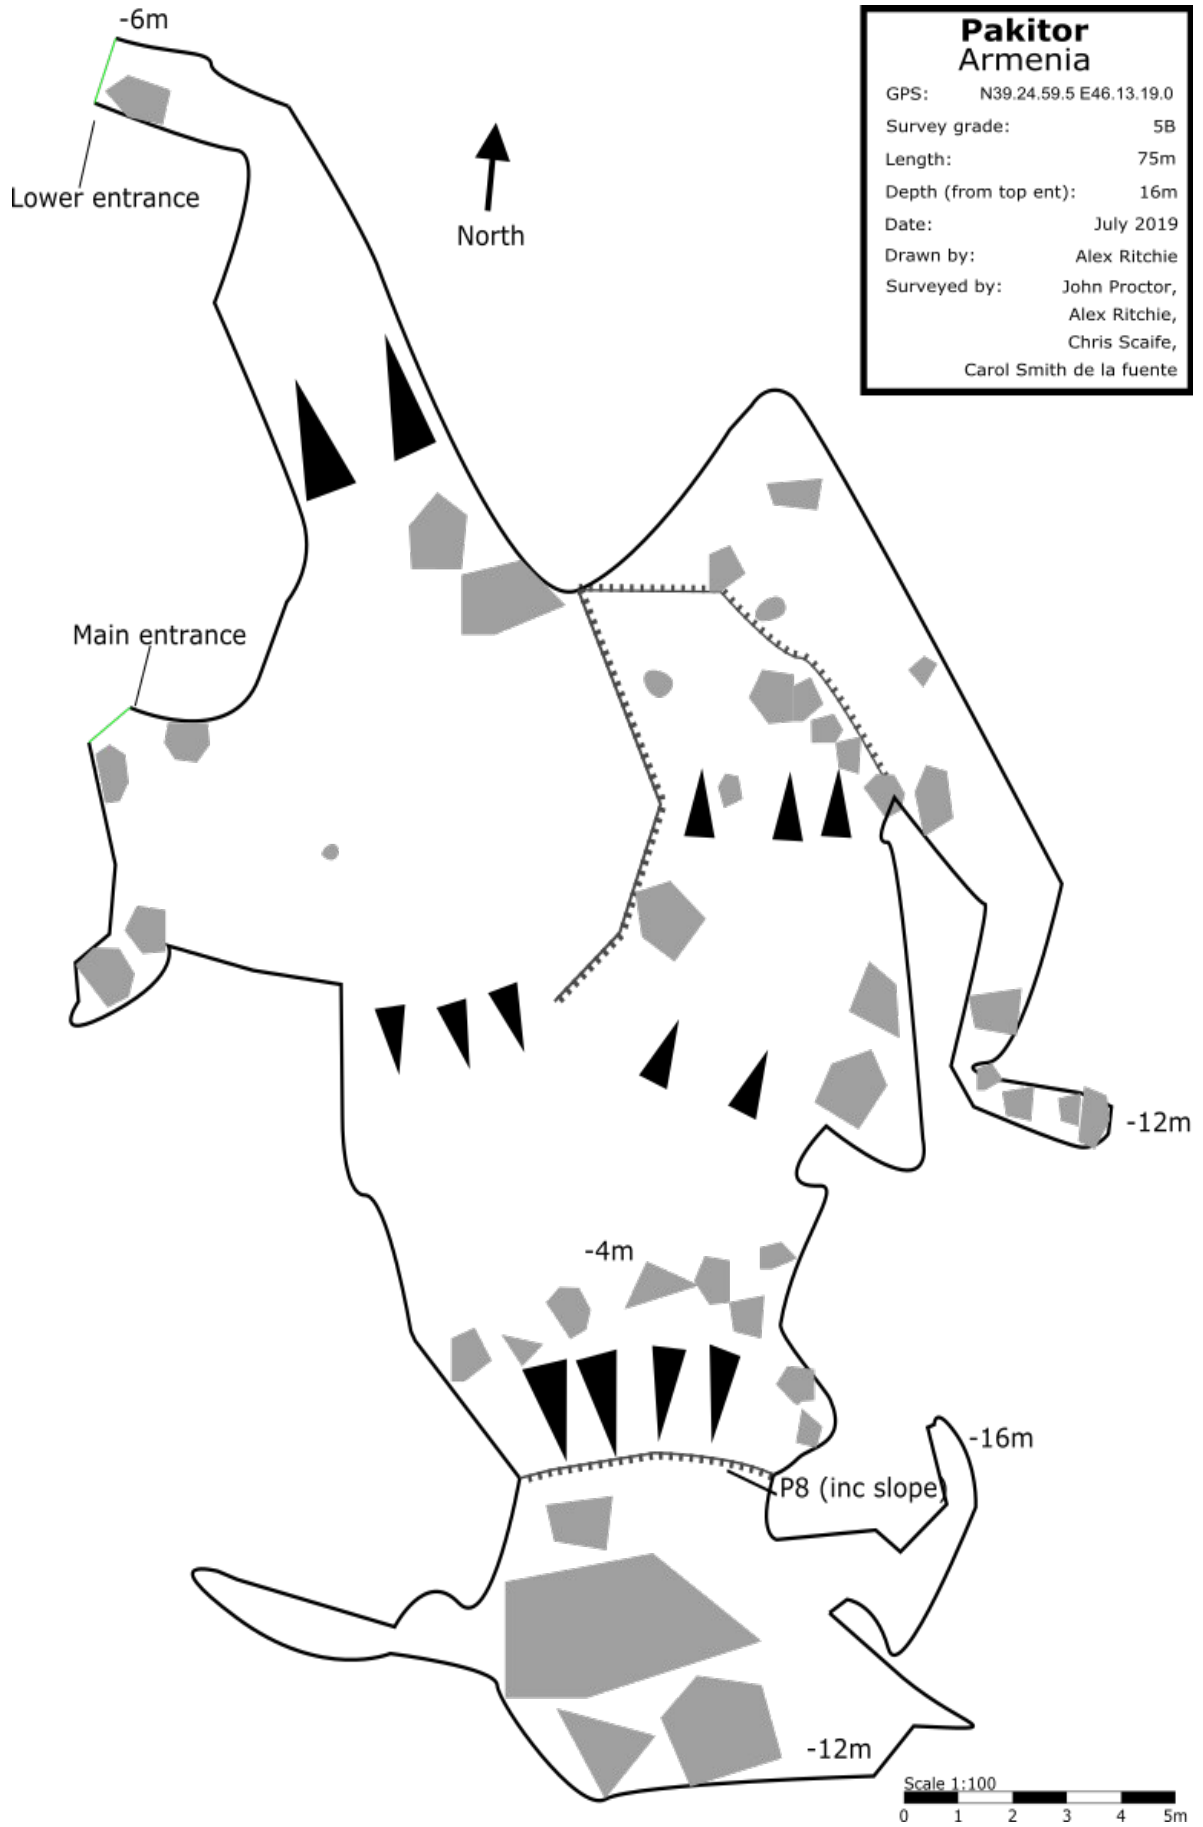 -6m
Pakitor
Armenia
GPS: N39.24.59.5 E46.13.19.0
Survey grade: 5B
Length: 75m
Depth (from top ent): 16m
Date: July 2019
Drawn by: Alex Ritchie
Surveyed by: John Proctor,
Alex Ritchie,
Chris Scaife,
Carol Smith de la fuente
Lower entrance
North
Main entrance
-12m
-4m
-16m
P8 (inc slope)
-12m
Scale 1:100
0 1 2 3 4 5m